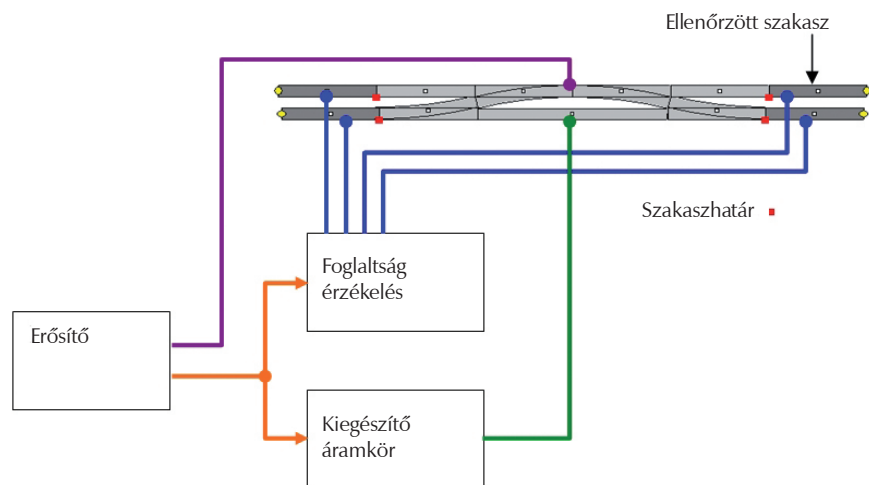 Ellenőrzött szakasz
Szakaszhatár
Foglaltság
érzékelés
Erősítő
Kiegészítő
áramkör